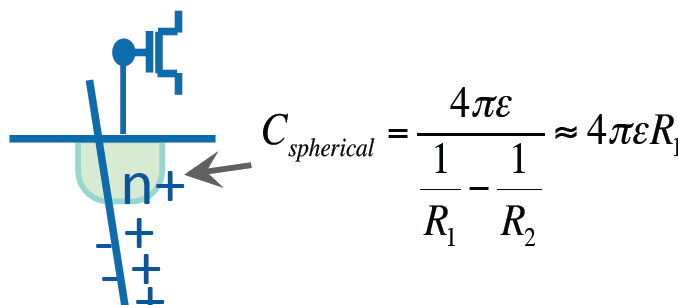 C_spherical = 4πε / (1/R₁ − 1/R₂) ≈ 4πεR₁
n+
- +
- +
+